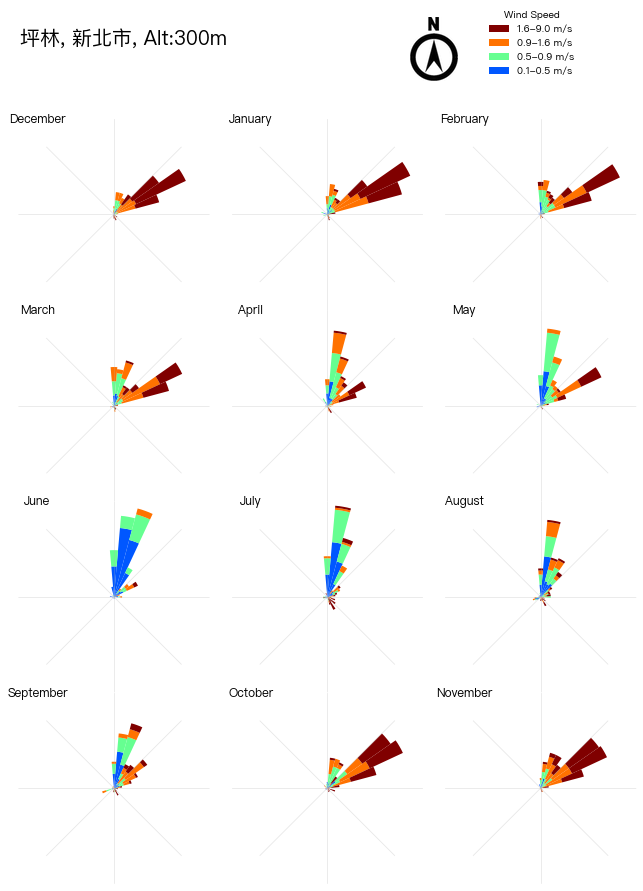 坪林, 新北市, Alt:300m
N
Wind Speed
1.6–9.0 m/s
0.9–1.6 m/s
0.5–0.9 m/s
0.1–0.5 m/s
December
January
February
March
April
May
June
July
August
September
October
November